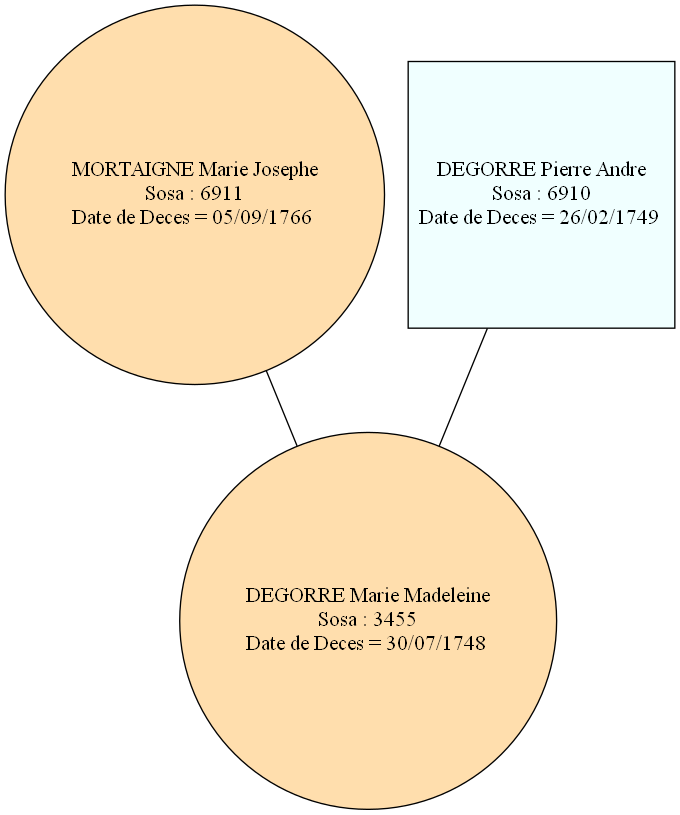 MORTAIGNE Marie Josephe
Sosa : 6911
Date de Deces = 05/09/1766
DEGORRE Pierre Andre
Sosa : 6910
Date de Deces = 26/02/1749
DEGORRE Marie Madeleine
Sosa : 3455
Date de Deces = 30/07/1748